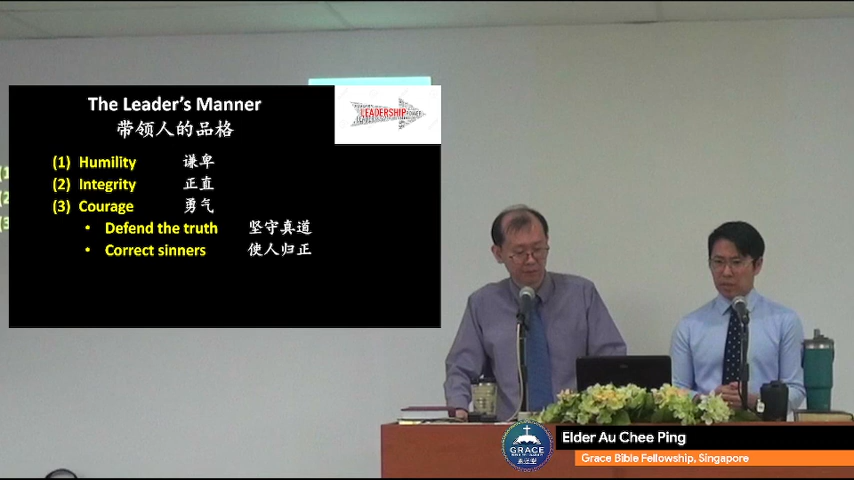 The Leader's Manner
带领人的品格
LEADERSHIP
(1) Humility 谦卑
(2) Integrity 正直
(3) Courage 勇气
• Defend the truth 坚守真道
• Correct sinners 使人归正
GRACE
Elder Au Chee Ping
Grace Bible Fellowship, Singapore